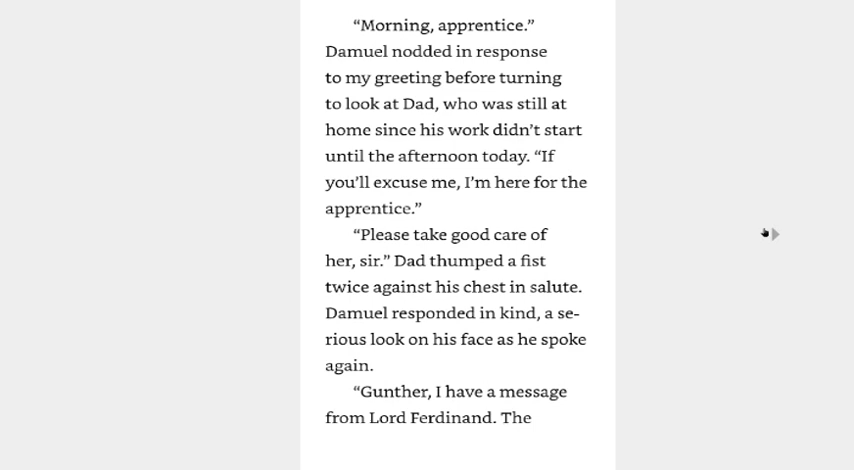 “Morning, apprentice.”
Damuel nodded in response
to my greeting before turning
to look at Dad, who was still at
home since his work didn’t start
until the afternoon today. “If
you’ll excuse me, I’m here for the
apprentice.”
“Please take good care of
her, sir.” Dad thumped a fist
twice against his chest in salute.
Damuel responded in kind, a se-
rious look on his face as he spoke
again.
“Gunther, I have a message
from Lord Ferdinand. The